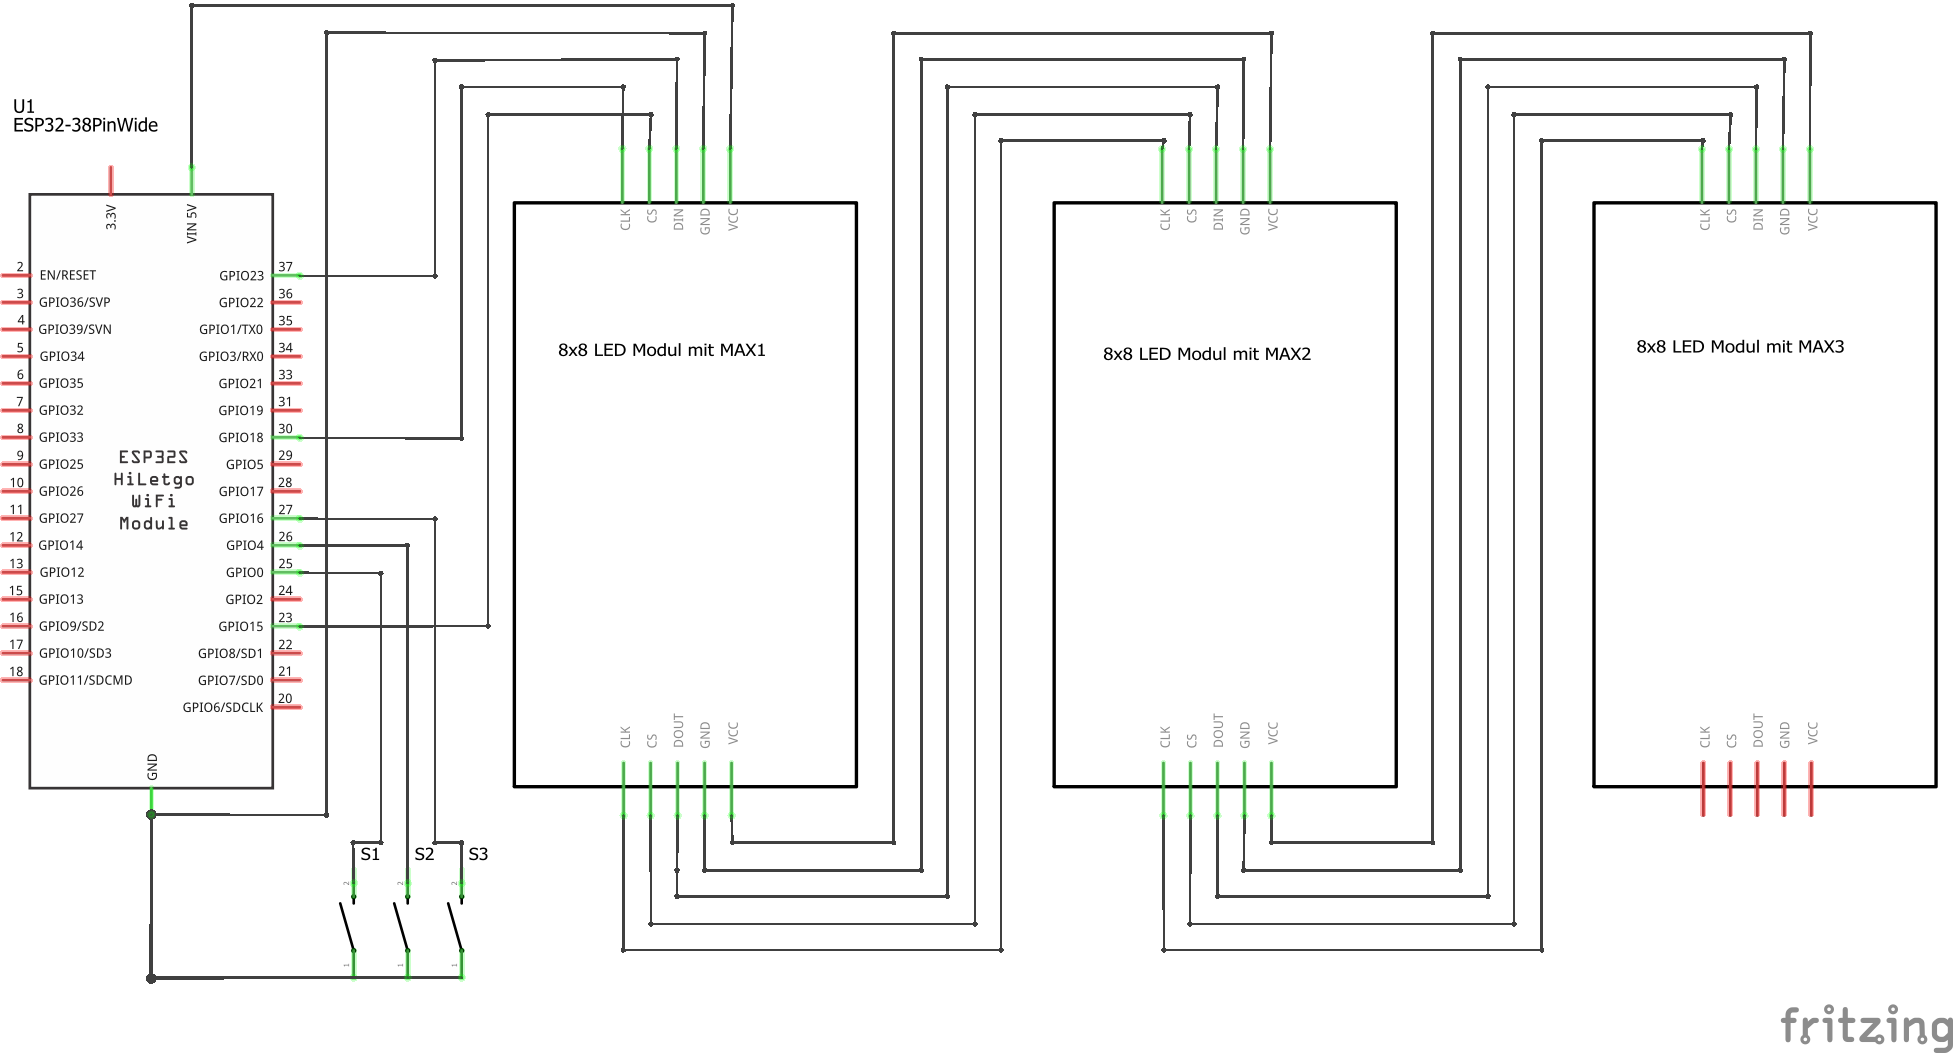 U1
ESP32-38PinWide
3.3V
VIN 5V
2 EN/RESET
3 GPIO36/SVP
4 GPIO39/SVN
5 GPIO34
6 GPIO35
7 GPIO32
8 GPIO33
9 GPIO25
10 GPIO26
11 GPIO27
12 GPIO14
13 GPIO12
15 GPIO13
16 GPIO9/SD2
17 GPIO10/SD3
18 GPIO11/SDCMD
ESP32S
HiLetgo
WiFi
Module
GPIO23 37
GPIO22 36
GPIO1/TX0 35
GPIO3/RX0 34
GPIO21 33
GPIO19 31
GPIO18 30
GPIO5 29
GPIO17 28
GPIO16 27
GPIO4 26
GPIO0 25
GPIO2 24
GPIO15 23
GPIO8/SD1 22
GPIO7/SD0 21
GPIO6/SDCLK 20
GND
S1
2
1
S2
2
1
S3
2
1
CLK
CS
DIN
GND
VCC
8x8 LED Modul mit MAX1
CLK
CS
DOUT
GND
VCC
CLK
CS
DIN
GND
VCC
8x8 LED Modul mit MAX2
CLK
CS
DOUT
GND
VCC
CLK
CS
DIN
GND
VCC
8x8 LED Modul mit MAX3
CLK
CS
DOUT
GND
VCC
fritzing